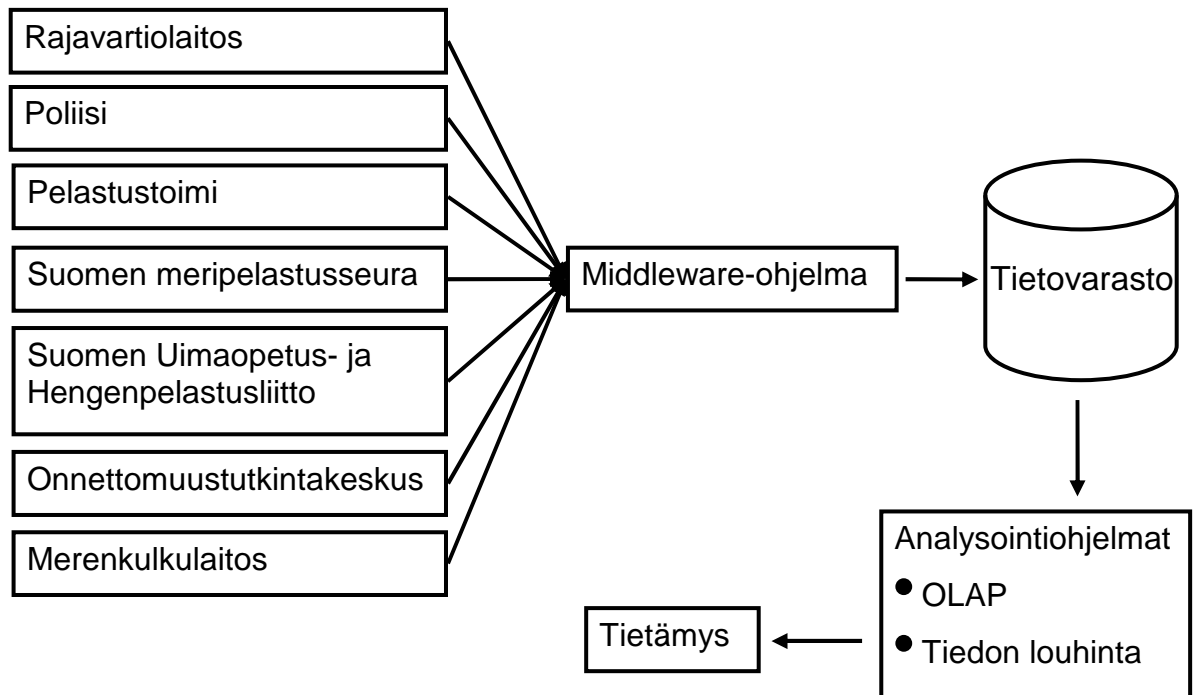 Rajavartiolaitos
Poliisi
Pelastustoimi
Suomen meripelastusseura
Suomen Uimaopetus- ja
Hengenpelastusliitto
Onnettomuustutkintakeskus
Merenkulkulaitos
Middleware-ohjelma
Tietovarasto
Analysointiohjelmat
● OLAP
● Tiedon louhinta
Tietämys